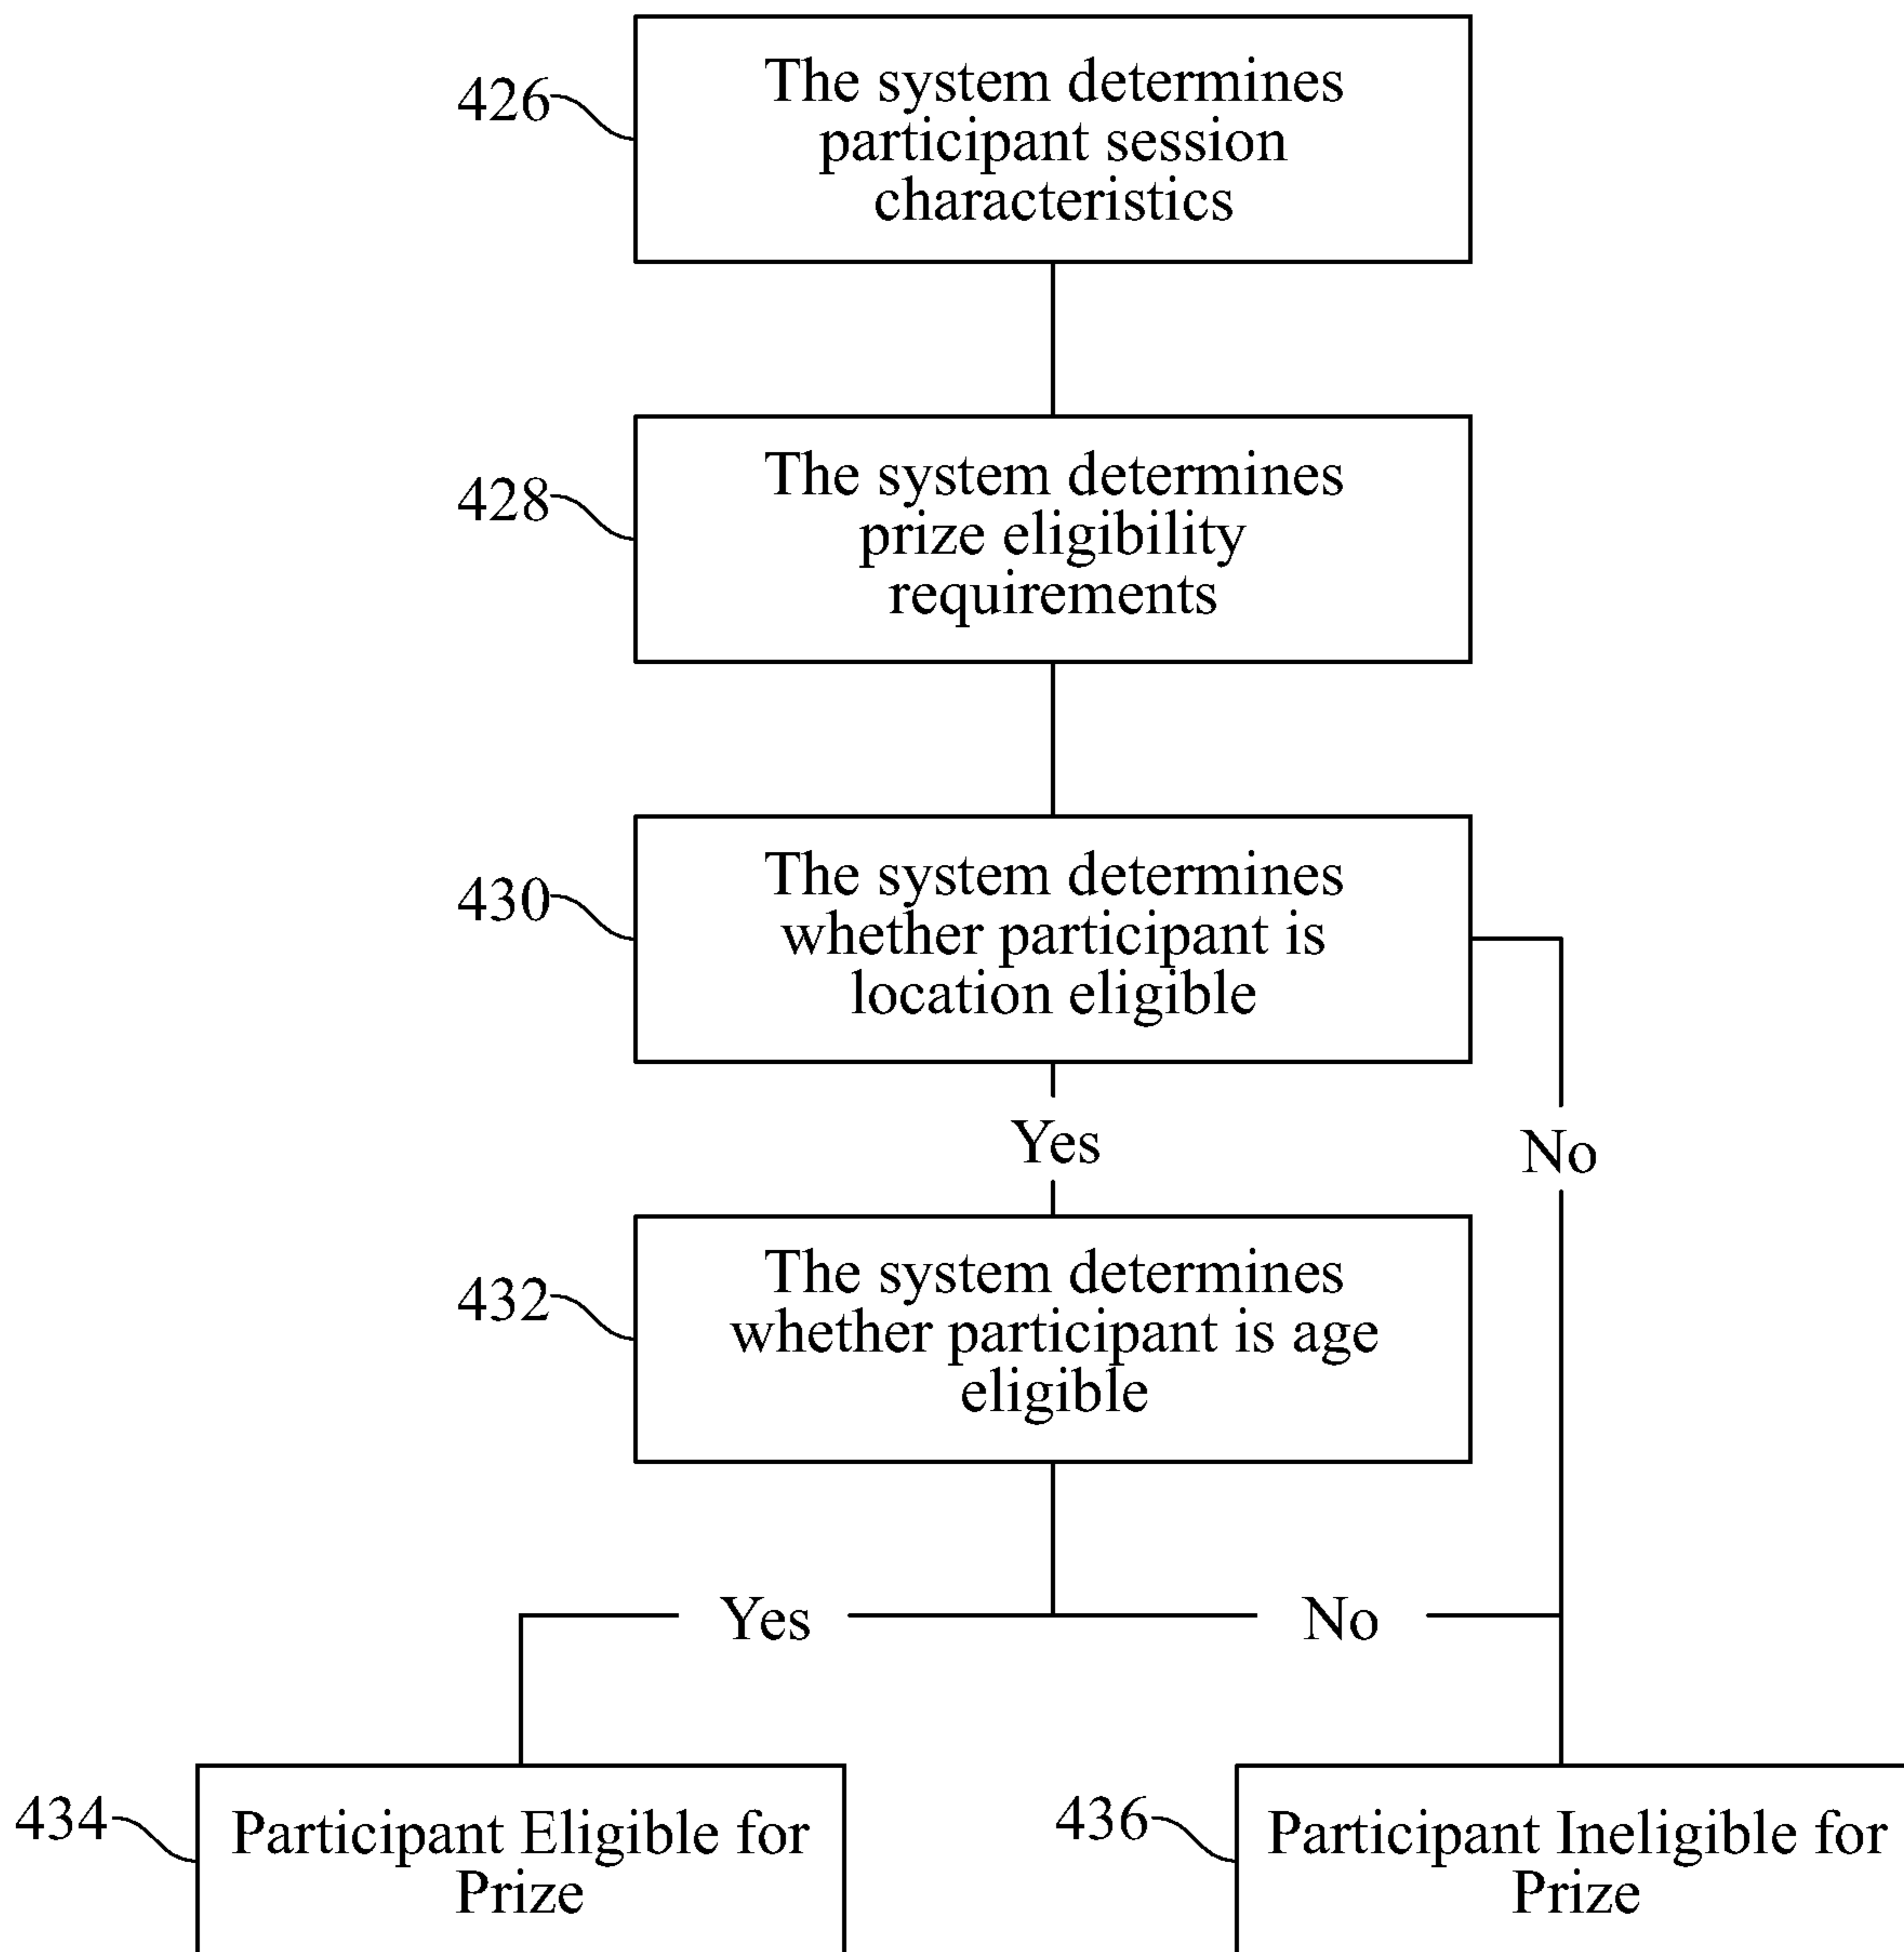 426
The system determines
participant session
characteristics
428
The system determines
prize eligibility
requirements
430
The system determines
whether participant is
location eligible
Yes
No
432
The system determines
whether participant is age
eligible
Yes
No
434
Participant Eligible for
Prize
436
Participant Ineligible for
Prize